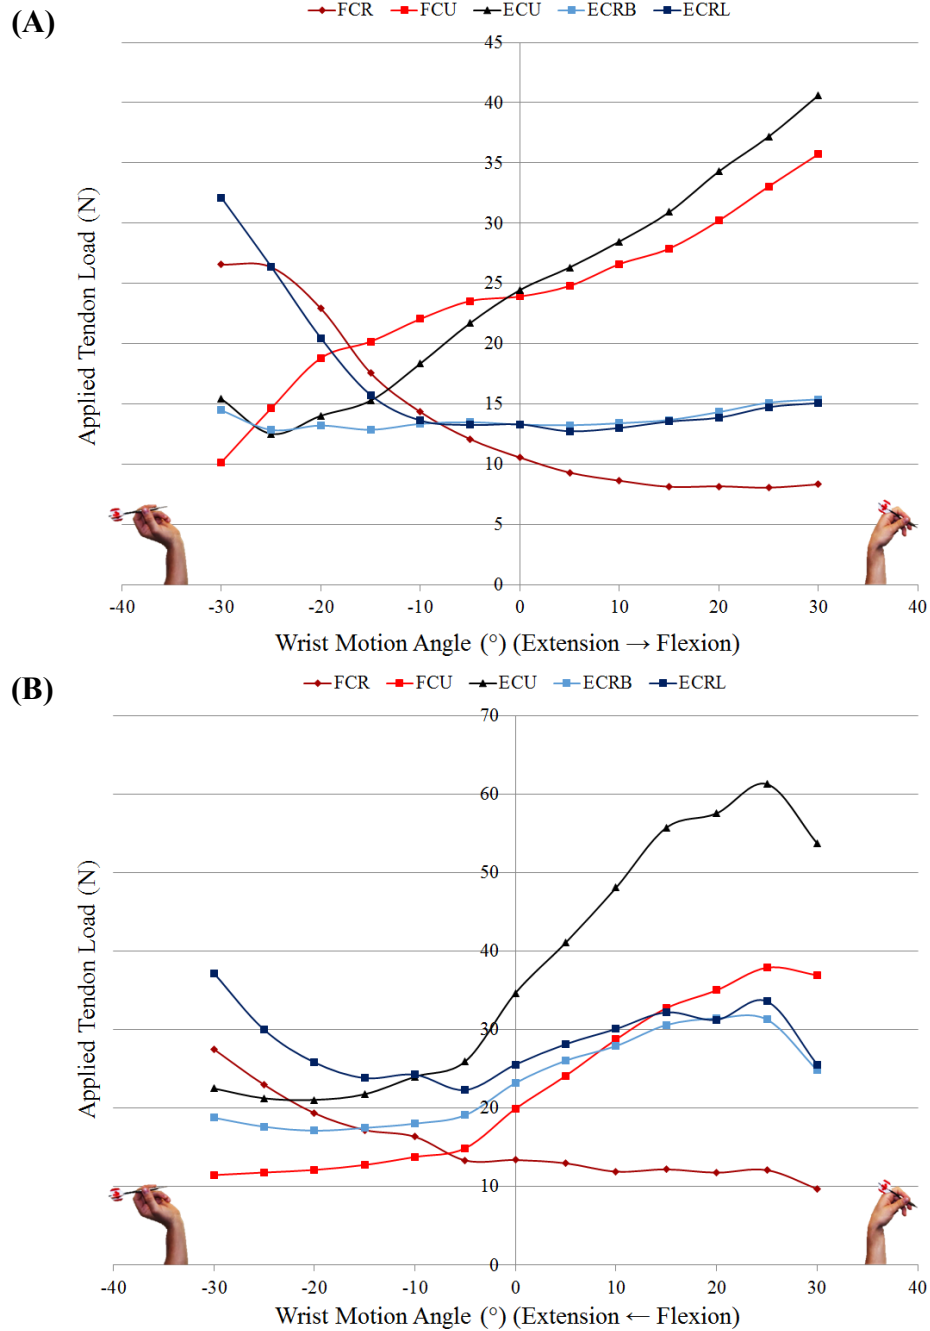 (A)
FCR FCU ECU ECRB ECRL
45
40
35
30
25
20
15
10
5
0
Applied Tendon Load (N)
-40 -30 -20 -10 0 10 20 30 40
Wrist Motion Angle (°) (Extension → Flexion)
(B)
FCR FCU ECU ECRB ECRL
70
60
50
40
30
20
10
0
Applied Tendon Load (N)
-40 -30 -20 -10 0 10 20 30 40
Wrist Motion Angle (°) (Extension ← Flexion)